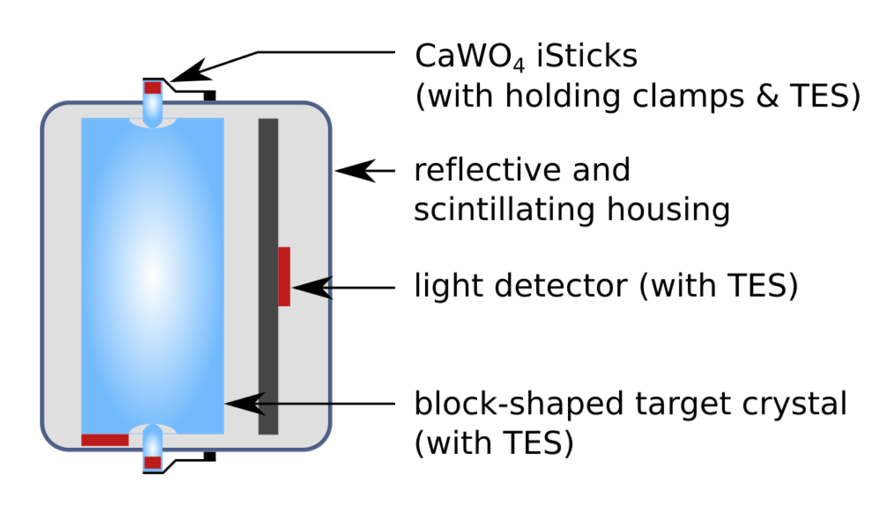 CaWO₄ iSticks
(with holding clamps & TES)
reflective and
scintillating housing
light detector (with TES)
block-shaped target crystal
(with TES)